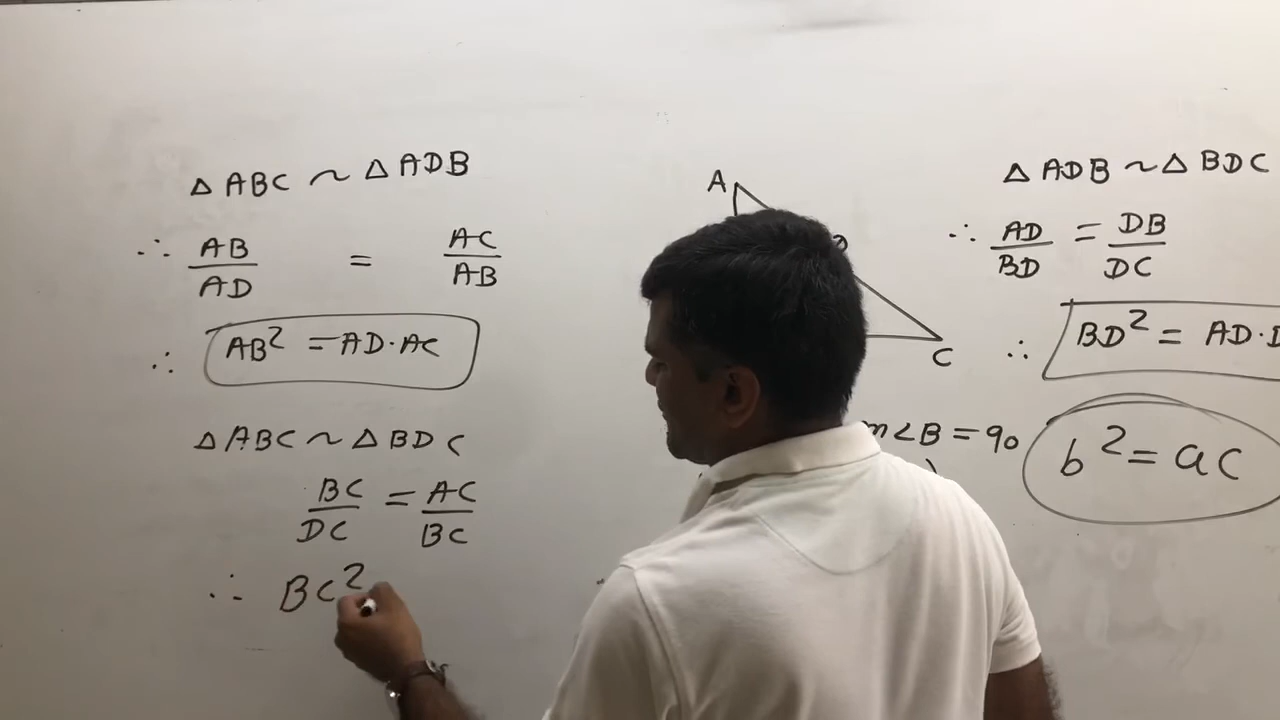 △ABC ~ △ADB
∴ AB/AD = AC/AB
∴ AB² = AD·AC
△ABC ~ △BDC
BC/DC = AC/BC
∴ BC²
A
C
m<B = 90
△ADB ~ △BDC
∴ AD/BD = DB/DC
∴ BD² = AD·D
b² = ac